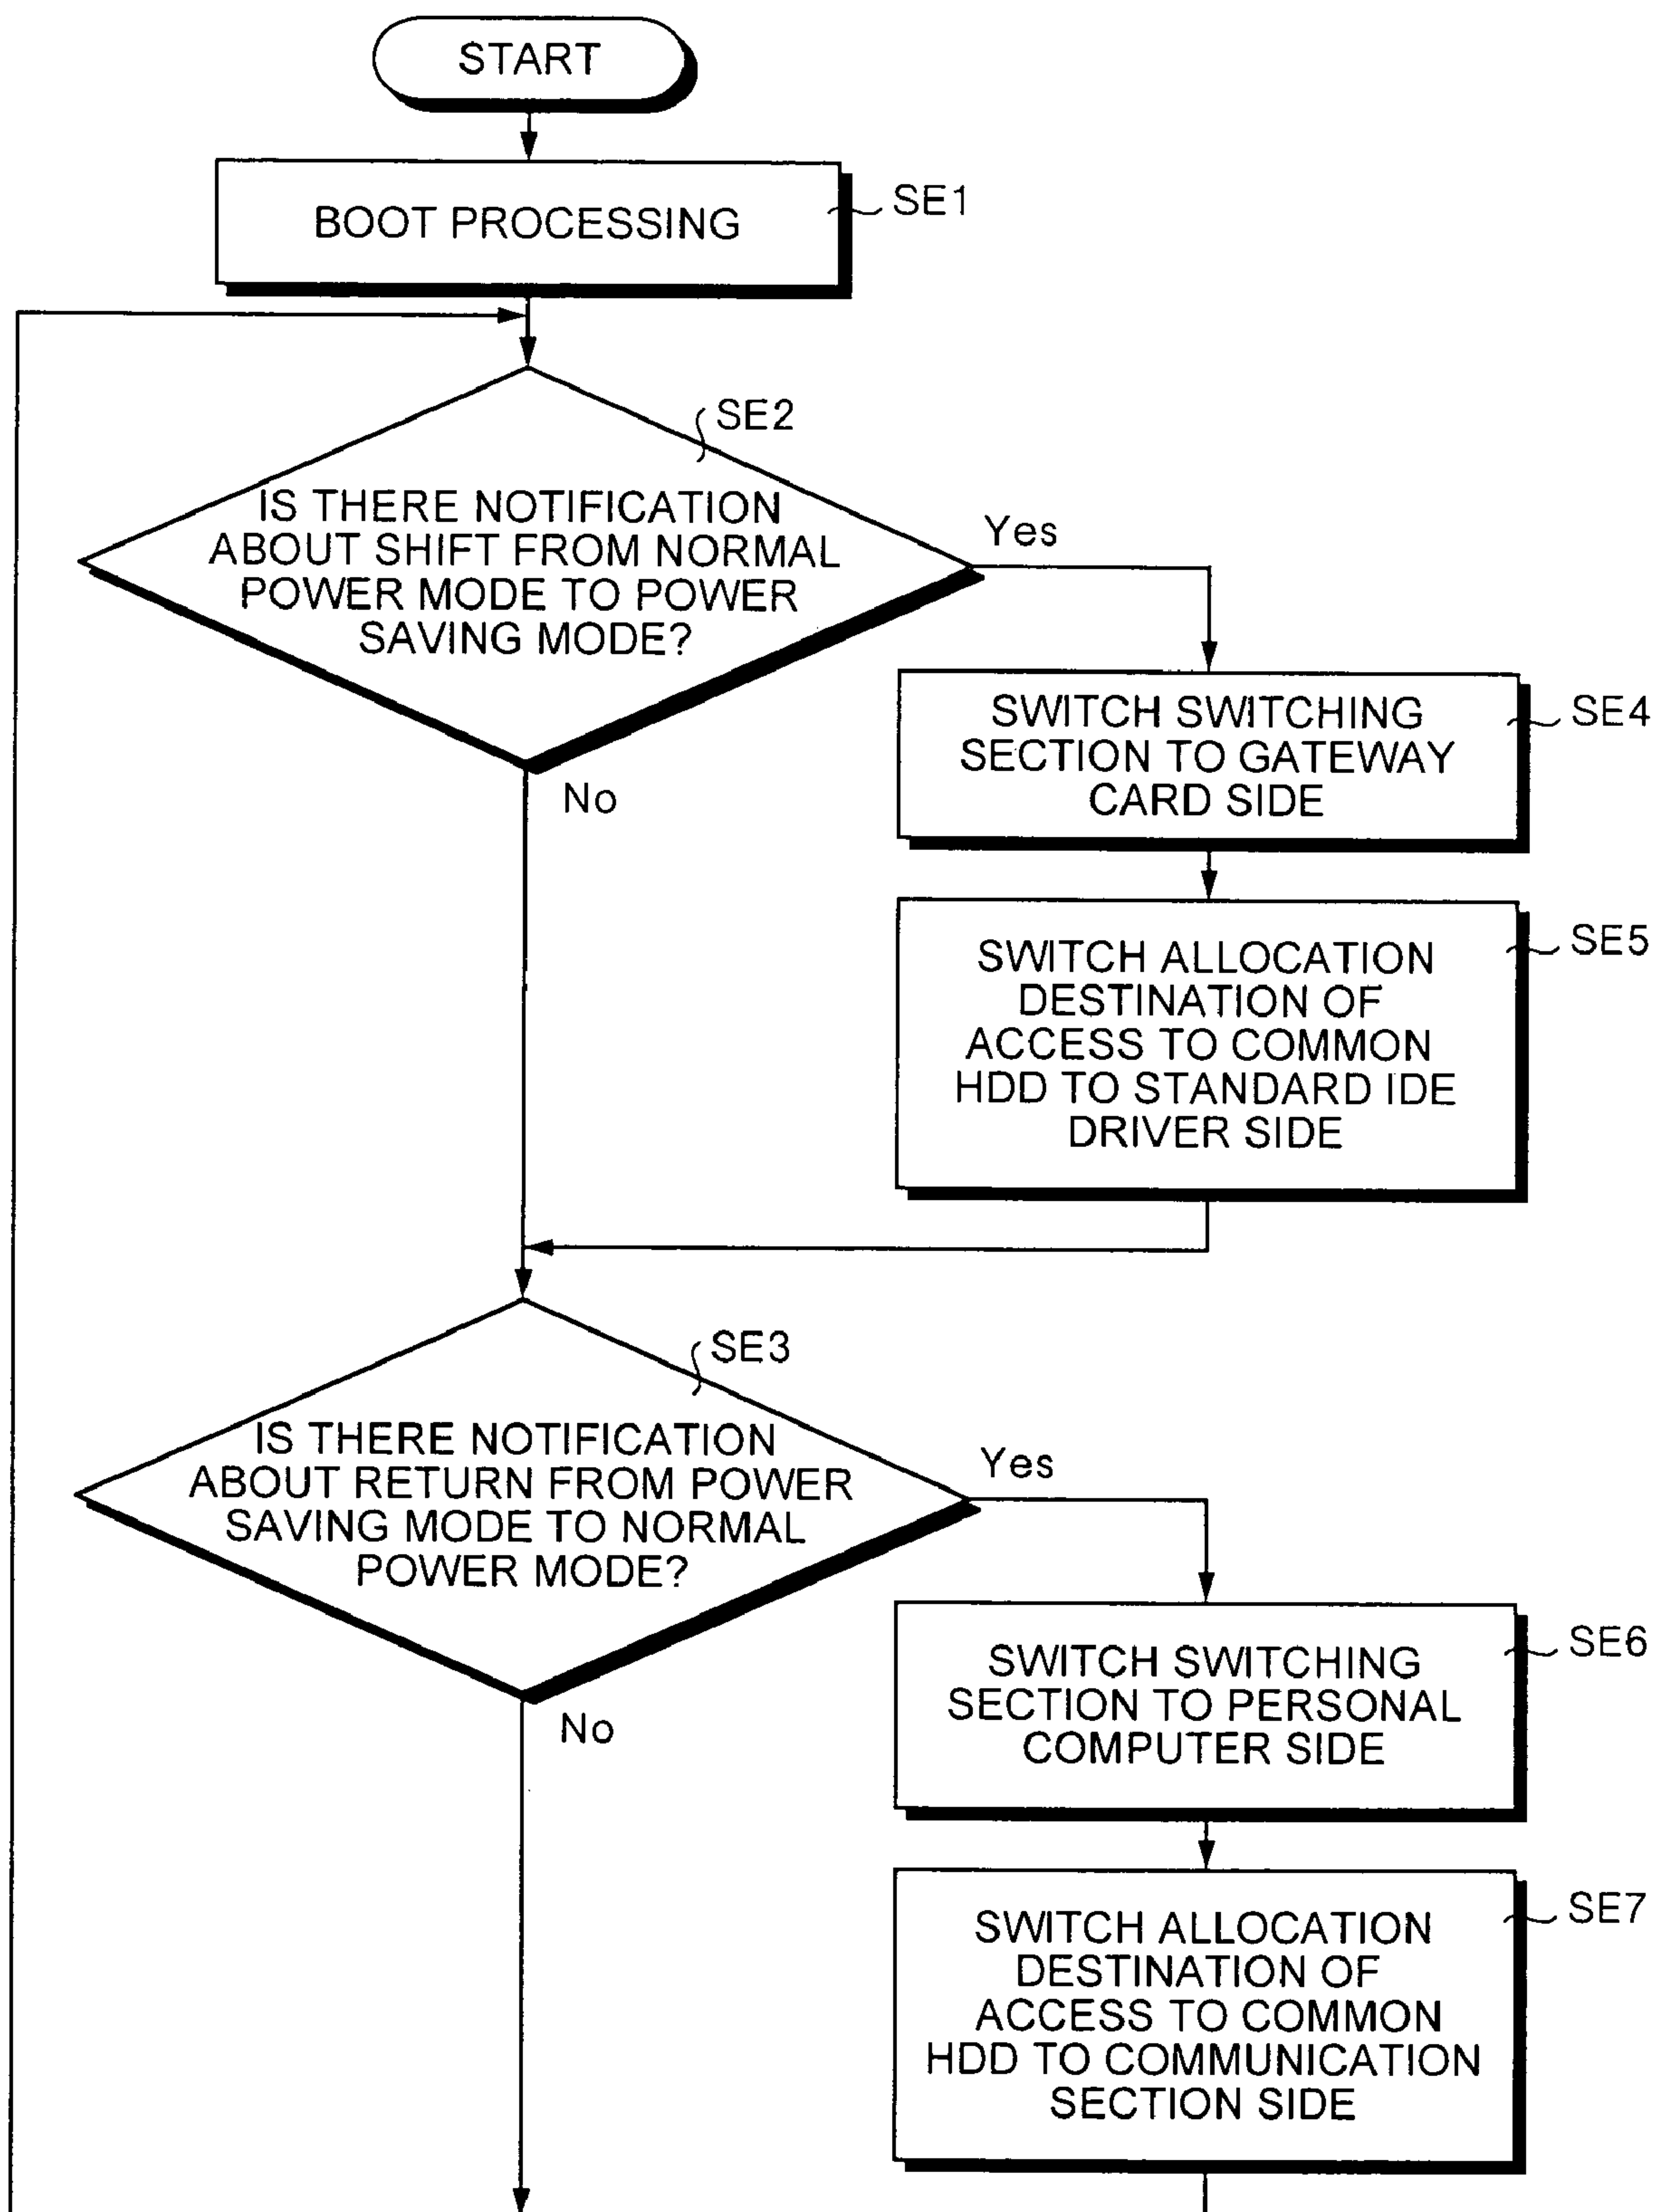 START
BOOT PROCESSING
SE1
SE2
IS THERE NOTIFICATION
ABOUT SHIFT FROM NORMAL
POWER MODE TO POWER
SAVING MODE?
Yes
No
SWITCH SWITCHING
SECTION TO GATEWAY
CARD SIDE
SE4
SWITCH ALLOCATION
DESTINATION OF
ACCESS TO COMMON
HDD TO STANDARD IDE
DRIVER SIDE
SE5
SE3
IS THERE NOTIFICATION
ABOUT RETURN FROM POWER
SAVING MODE TO NORMAL
POWER MODE?
Yes
No
SWITCH SWITCHING
SECTION TO PERSONAL
COMPUTER SIDE
SE6
SWITCH ALLOCATION
DESTINATION OF
ACCESS TO COMMON
HDD TO COMMUNICATION
SECTION SIDE
SE7